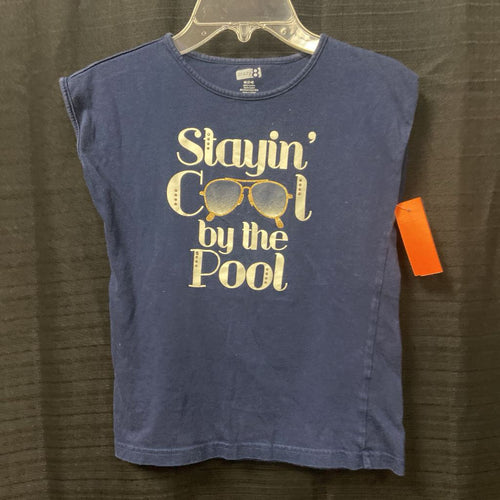 Stayin'
Cool
by the
Pool